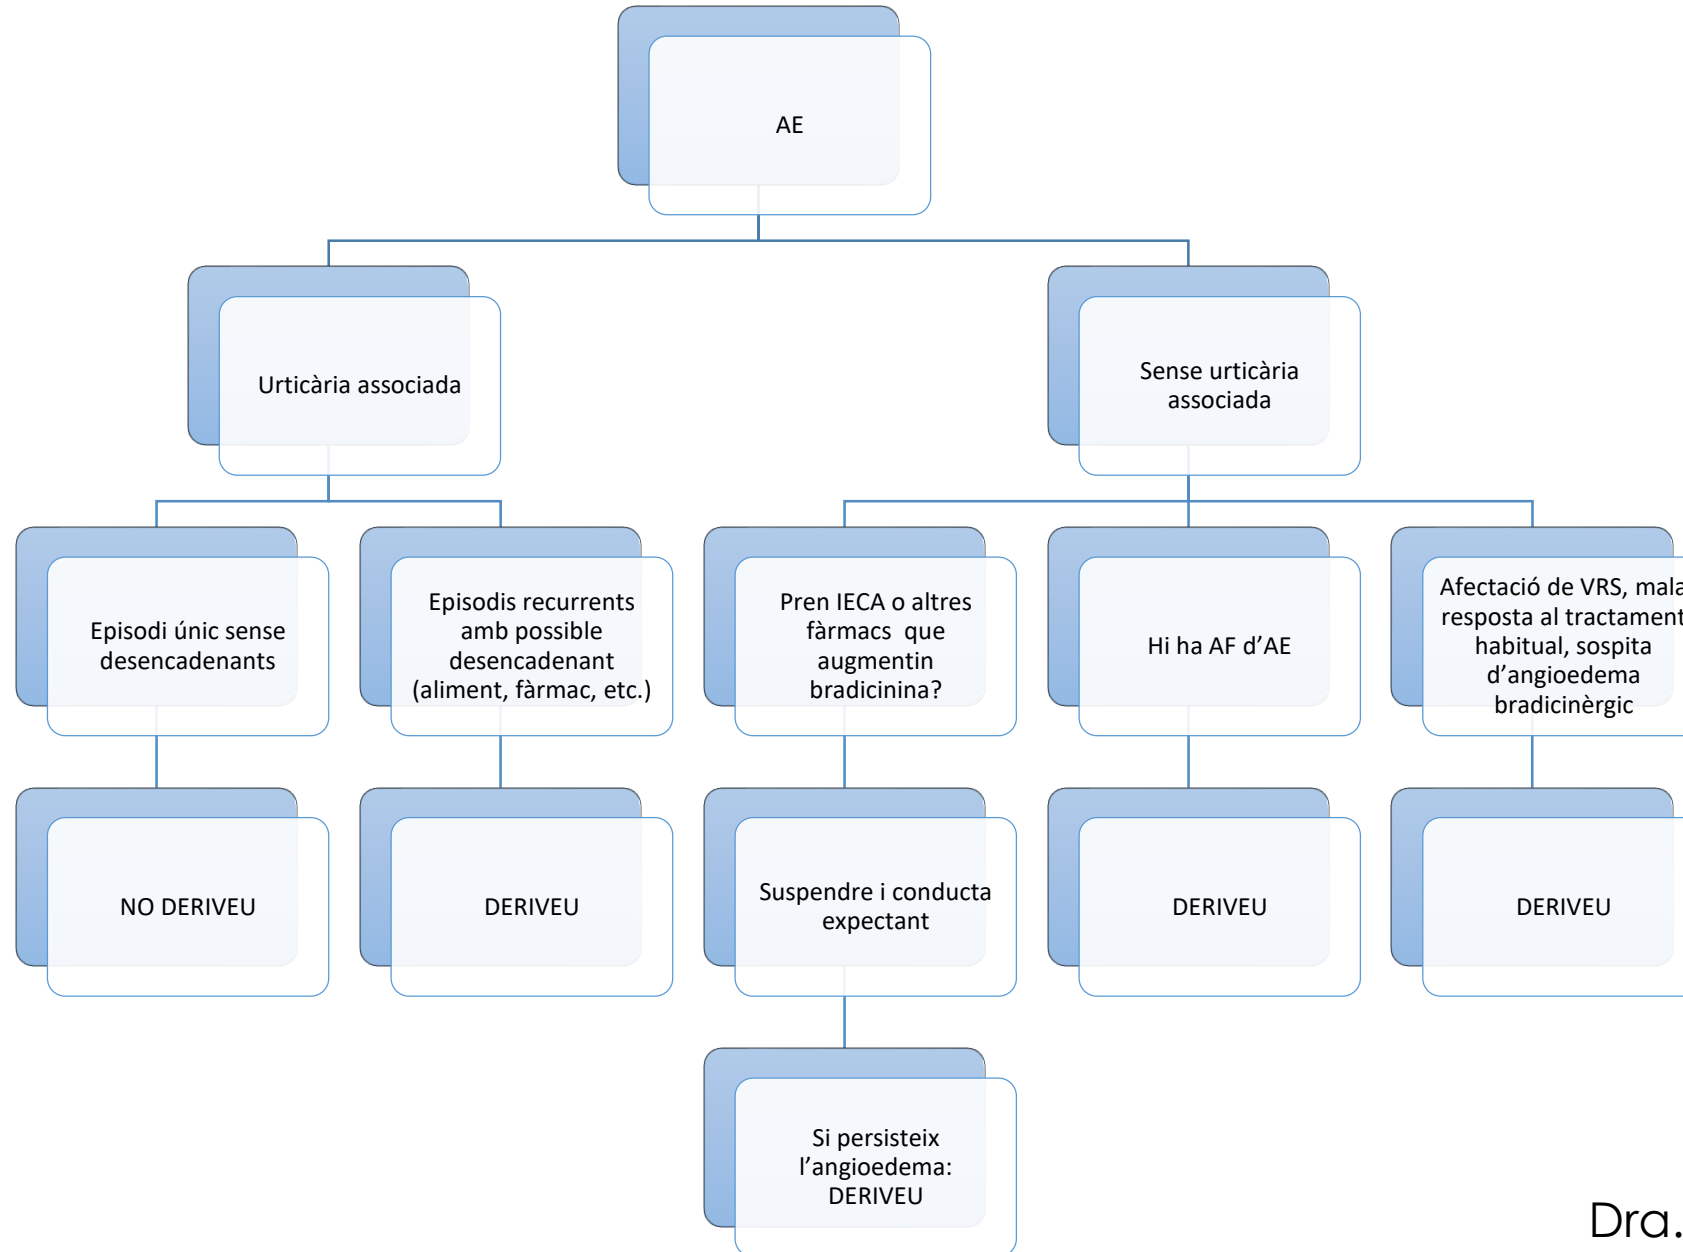 AE
Urticària associada
Sense urticària
associada
Episodi únic sense
desencadenants
Episodis recurrents
amb possible
desencadenant
(aliment, fàrmac, etc.)
Pren IECA o altres
fàrmacs que
augmentin
bradicinina?
Hi ha AF d’AE
Afectació de VRS, mala
resposta al tractament
habitual, sospita
d’angioedema
bradicinèrgic
NO DERIVEU
DERIVEU
Suspendre i conducta
expectant
DERIVEU
DERIVEU
Si persisteix
l’angioedema:
DERIVEU
Dra.